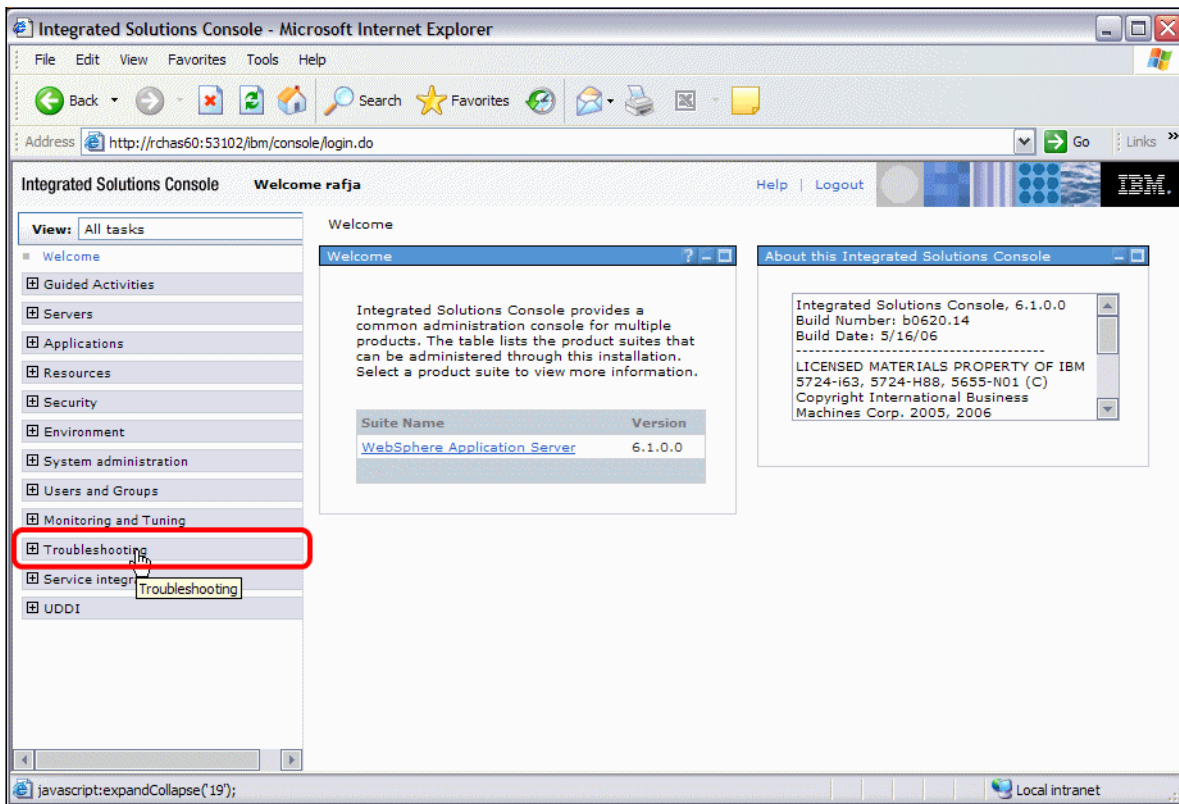 Integrated Solutions Console - Microsoft Internet Explorer
File Edit View Favorites Tools Help
Back Search Favorites
Address http://rchas60:53102/ibm/console/login.do Go Links »
Integrated Solutions Console Welcome rafja Help | Logout IBM.
View: All tasks
Welcome
Guided Activities
Servers
Applications
Resources
Security
Environment
System administration
Users and Groups
Monitoring and Tuning
Troubleshooting
Service integr
Troubleshooting
UDDI
Welcome
Welcome
Integrated Solutions Console provides a
common administration console for multiple
products. The table lists the product suites that
can be administered through this installation.
Select a product suite to view more information.
Suite Name Version
WebSphere Application Server 6.1.0.0
About this Integrated Solutions Console
Integrated Solutions Console, 6.1.0.0
Build Number: b0620.14
Build Date: 5/16/06
---------------------------------------
LICENSED MATERIALS PROPERTY OF IBM
5724-i63, 5724-H88, 5655-N01 (C)
Copyright International Business
Machines Corp. 2005, 2006
javascript:expandCollapse('19'); Local intranet